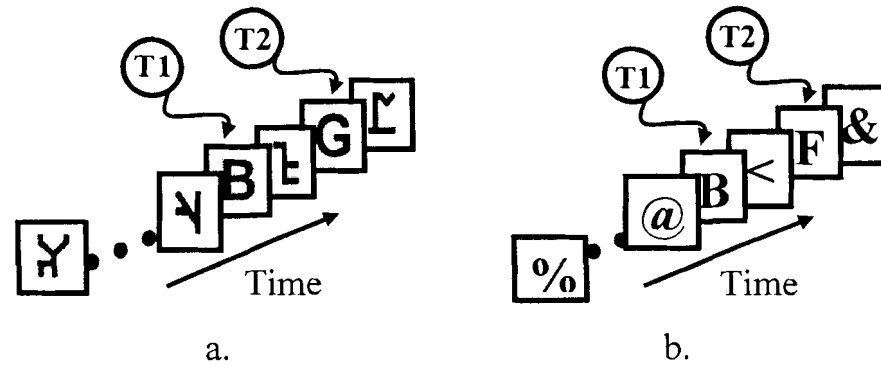 T1 T2
B G
Time
a.
T1 T2
% @ B < F &
Time
b.